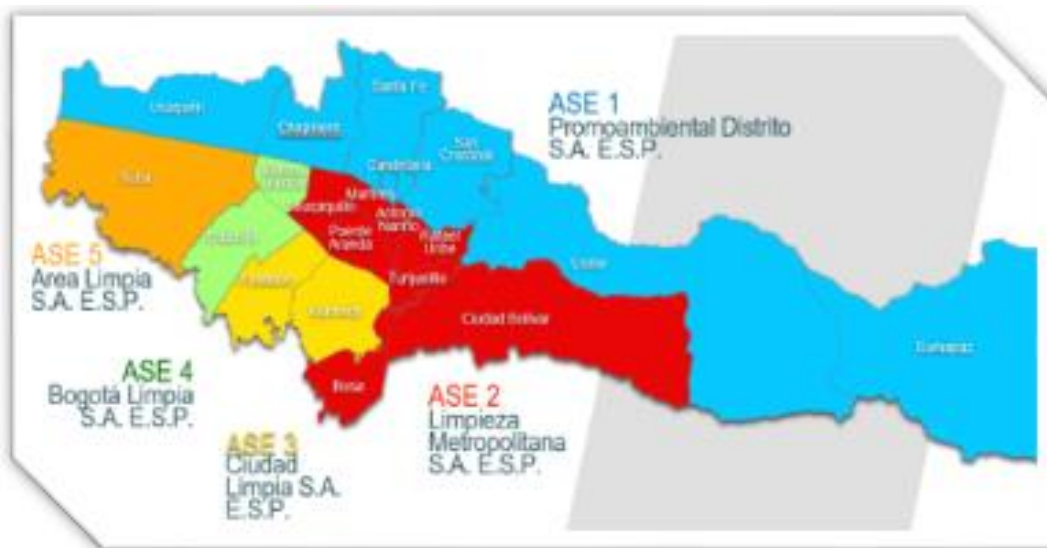 Usaquén
Chapinero
Santa Fe
San
Cristóbal
Candelaria
ASE 1
Promoambiental Distrito
S.A. E.S.P.
Suba
Mártires
Antonio
Nariño
Puente
Aranda
Rafael
Uribe
Tunjuelito
Usme
Ciudad Bolívar
Sumapaz
Bosa
ASE 5
Area Limpia
S.A. E.S.P.
ASE 4
Bogotá Limpia
S.A. E.S.P.
ASE 3
Ciudad
Limpia S.A.
E.S.P.
ASE 2
Limpieza
Metropolitana
S.A. E.S.P.